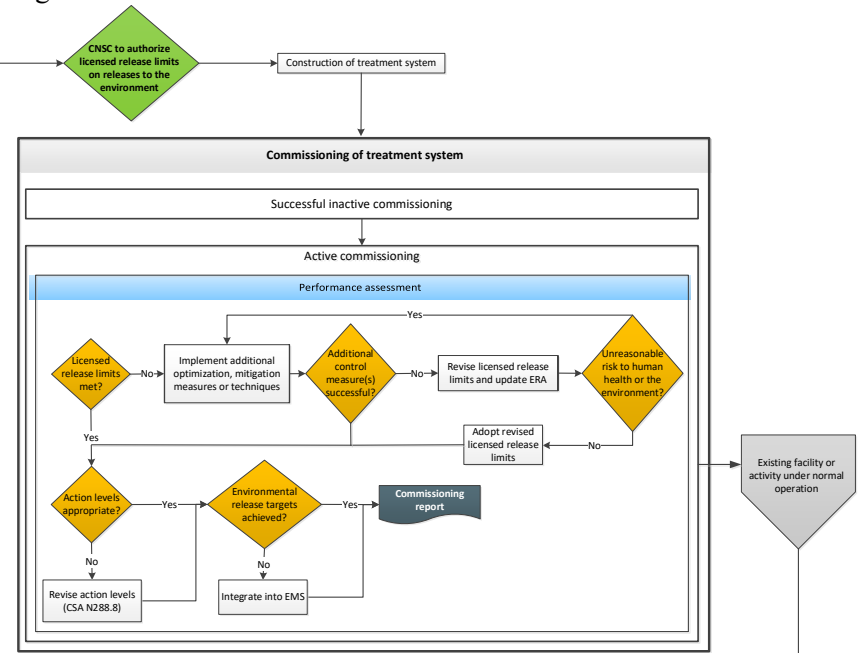 CNSC to authorize
licensed release limits
on releases to the
environment
Construction of treatment system
Commissioning of treatment system
Successful inactive commissioning
Active commissioning
Performance assessment
Yes
Licensed
release limits
met?
No
Implement additional
optimization, mitigation
measures or techniques
Additional
control
measure(s)
successful?
No
Revise licensed release
limits and update ERA
Unreasonable
risk to human
health or the
environment?
Yes
Adopt revised
licensed release
limits
No
Action levels
appropriate?
Yes
Environmental
release targets
achieved?
Yes
Commissioning
report
No
Revise action levels
(CSA N288.8)
No
Integrate into EMS
Existing facility or
activity under normal
operation